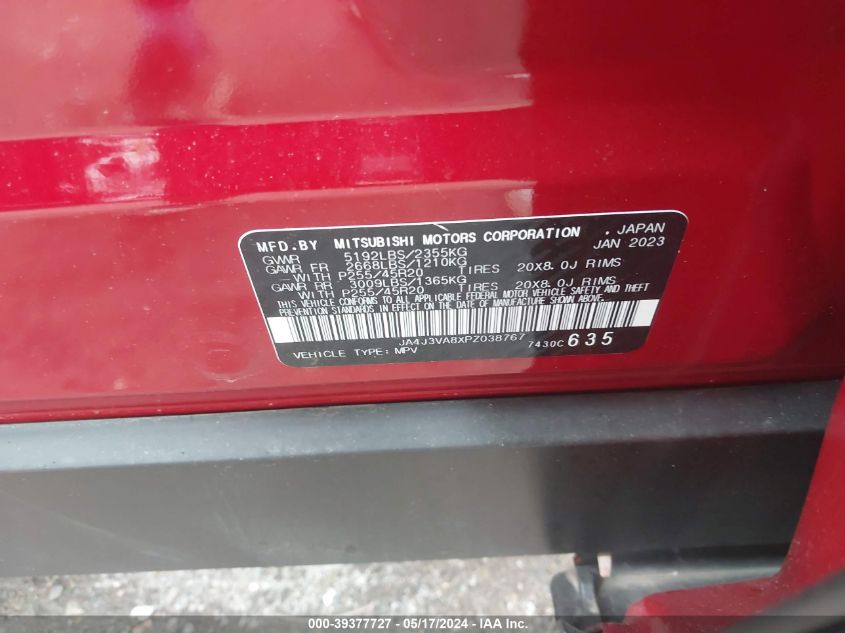 MFD.BY MITSUBISHI MOTORS CORPORATION . JAPAN
GVWR 5192LBS/2355KG JAN 2023
GAWR FR 2668LBS/1210KG
-WITH P255/45R20 TIRES 20X8.0J RIMS
GAWR RR 3009LBS/1365KG
-WITH P255/45R20 TIRES 20X8.0J RIMS
THIS VEHICLE CONFORMS TO ALL APPLICABLE FEDERAL MOTOR VEHICLE SAFETY AND THEFT
PREVENTION STANDARDS IN EFFECT ON THE DATE OF MANUFACTURE SHOWN ABOVE.
JA4J3VA8XPZ038767 7430C 635
VEHICLE TYPE: MPV
000-39377727 - 05/17/2024 - IAA Inc.